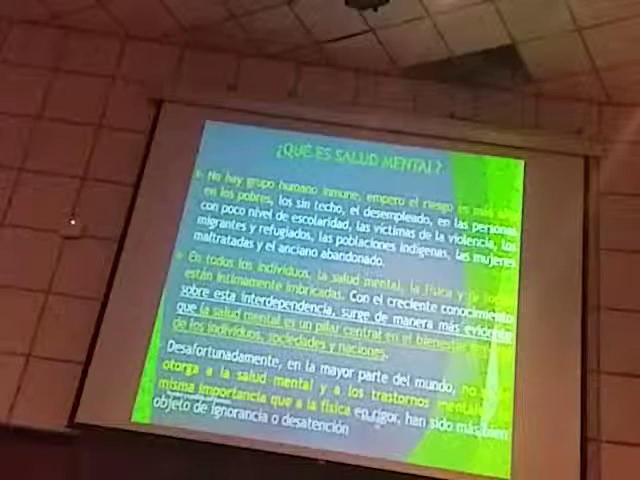 ¿QUÉ ES SALUD MENTAL?
No hay grupo humano inmune, empero el riesgo es más
en los pobres, los sin techo, el desempleado, en las personas
con poco nivel de escolaridad, las víctimas de la violencia, los
migrantes y refugiados, las poblaciones indígenas, las mujeres
maltratadas y el anciano abandonado.
En todos los individuos, la salud mental, la física y
están íntimamente imbricadas. Con el creciente conocimiento
sobre esta interdependencia, surge de manera más evidente
que la salud mental es un pilar central en el bienestar
de los individuos, sociedades y naciones.
Desafortunadamente, en la mayor parte del mundo, no
otorga a la salud mental y a los trastornos mentales
misma importancia que a la física en rigor, han sido más bien
objeto de ignorancia o desatención